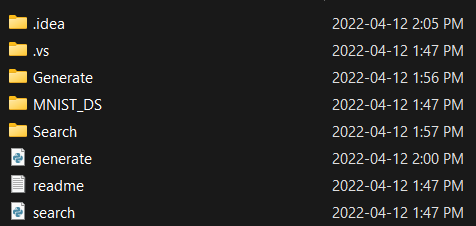 .idea 2022-04-12 2:05 PM
.vs 2022-04-12 1:47 PM
Generate 2022-04-12 1:56 PM
MNIST_DS 2022-04-12 1:47 PM
Search 2022-04-12 1:57 PM
generate 2022-04-12 2:00 PM
readme 2022-04-12 1:47 PM
search 2022-04-12 1:47 PM